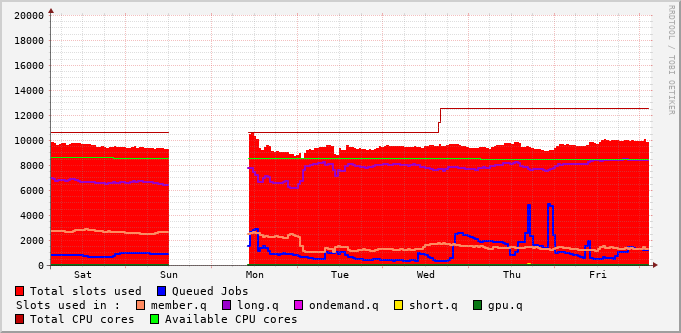 20000
18000
16000
14000
12000
10000
8000
6000
4000
2000
0
Sat Sun Mon Tue Wed Thu Fri
RRDTOOL / TOBI OETIKER
Total slots used Queued Jobs
Slots used in : member.q long.q ondemand.q short.q gpu.q
Total CPU cores Available CPU cores